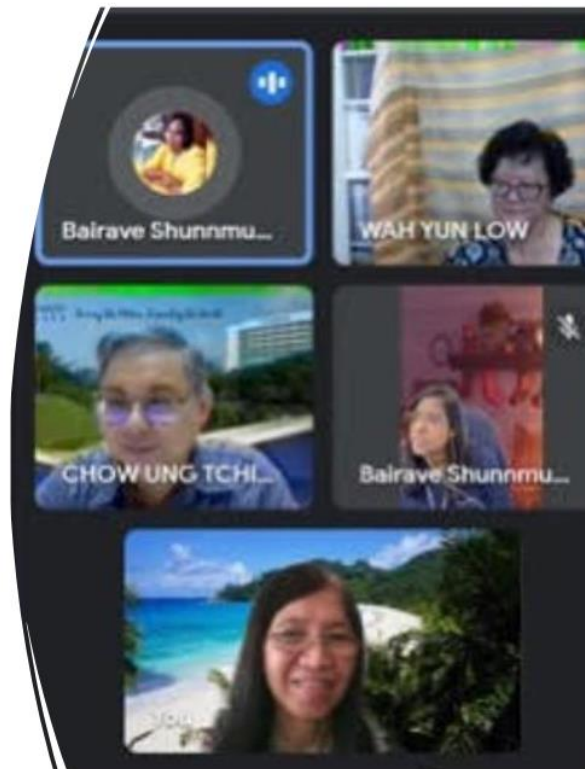 Bairave Shunnmu...
WAH YUN LOW
CHOW UNG TCHI...
Bairave Shunnmu...
You